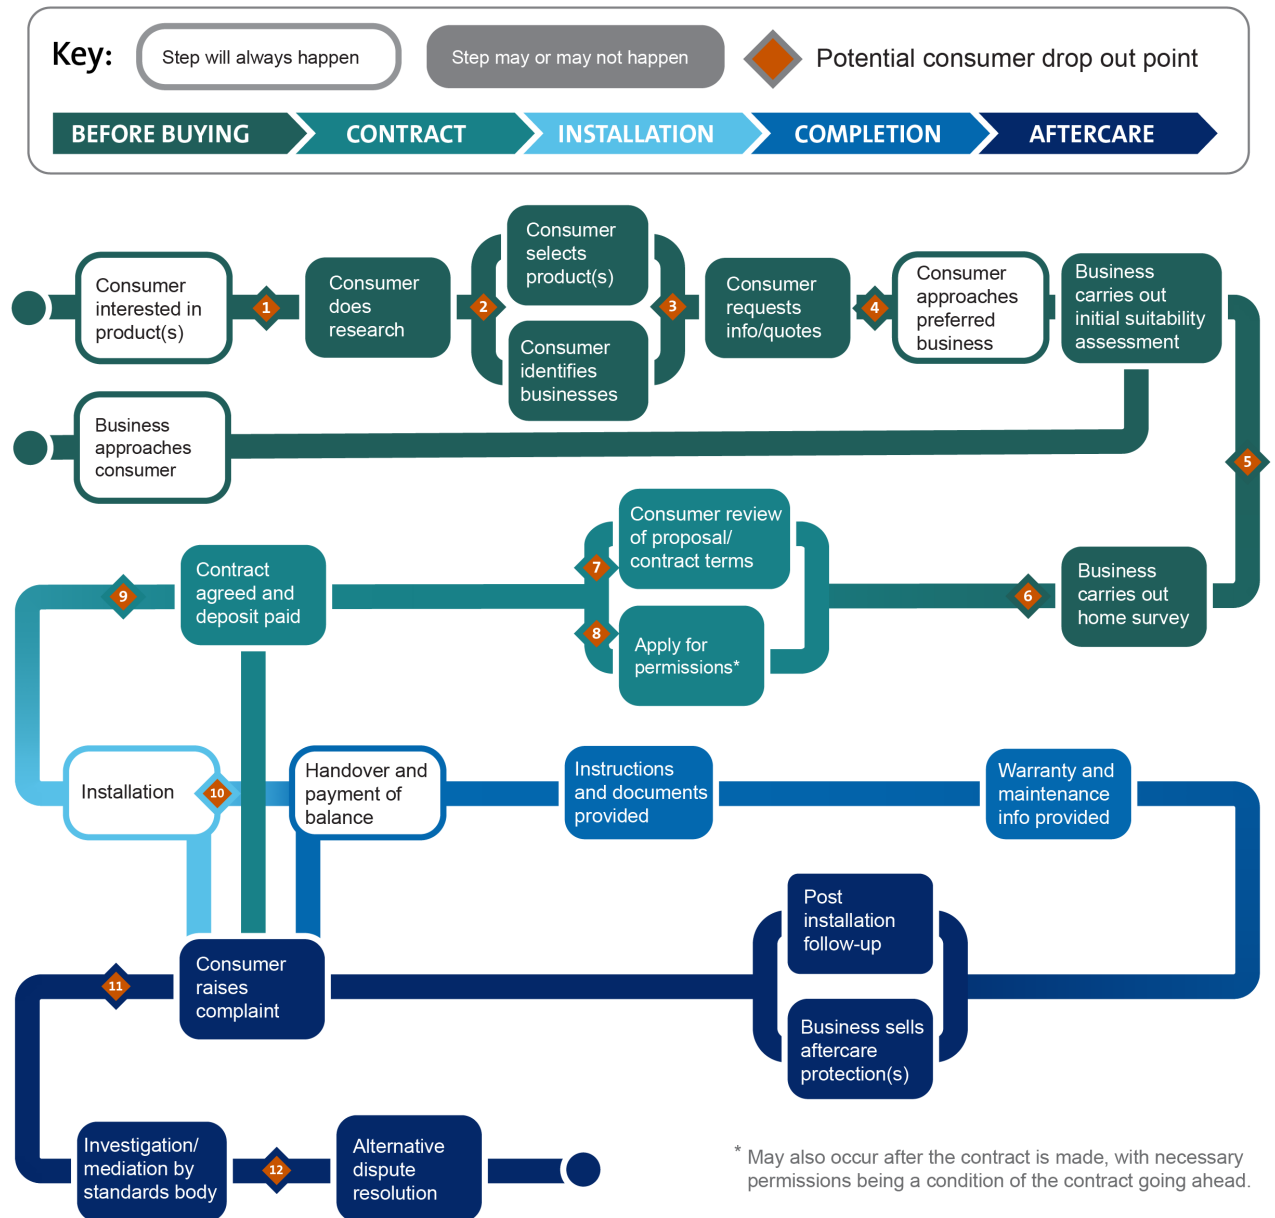 Key:
Step will always happen
Step may or may not happen
Potential consumer drop out point
BEFORE BUYING
CONTRACT
INSTALLATION
COMPLETION
AFTERCARE
Consumer
interested in
product(s)
1
Consumer
does
research
2
Consumer
selects
product(s)
Consumer
identifies
businesses
3
Consumer
requests
info/quotes
4
Consumer
approaches
preferred
business
Business
carries out
initial suitability
assessment
Business
approaches
consumer
5
Business
carries out
home survey
6
Consumer review
of proposal/
contract terms
7
Apply for
permissions*
8
Contract
agreed and
deposit paid
9
Installation
10
Handover and
payment of
balance
Instructions
and documents
provided
Warranty and
maintenance
info provided
Post
installation
follow-up
Business sells
aftercare
protection(s)
Consumer
raises
complaint
11
Investigation/
mediation by
standards body
12
Alternative
dispute
resolution
* May also occur after the contract is made, with necessary
permissions being a condition of the contract going ahead.